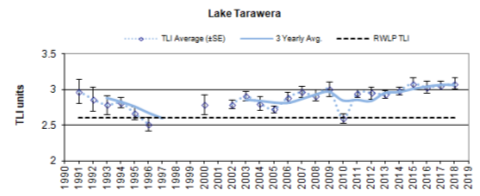 Lake Tarawera
TLI Average (±SE) 3 Yearly Avg. RWLP TLI
3.5
3
2.5
2
TLI units
1990 1991 1992 1993 1994 1995 1996 1997 1998 1999 2000 2001 2002 2003 2004 2005 2006 2007 2008 2009 2010 2011 2012 2013 2014 2015 2016 2017 2018 2019